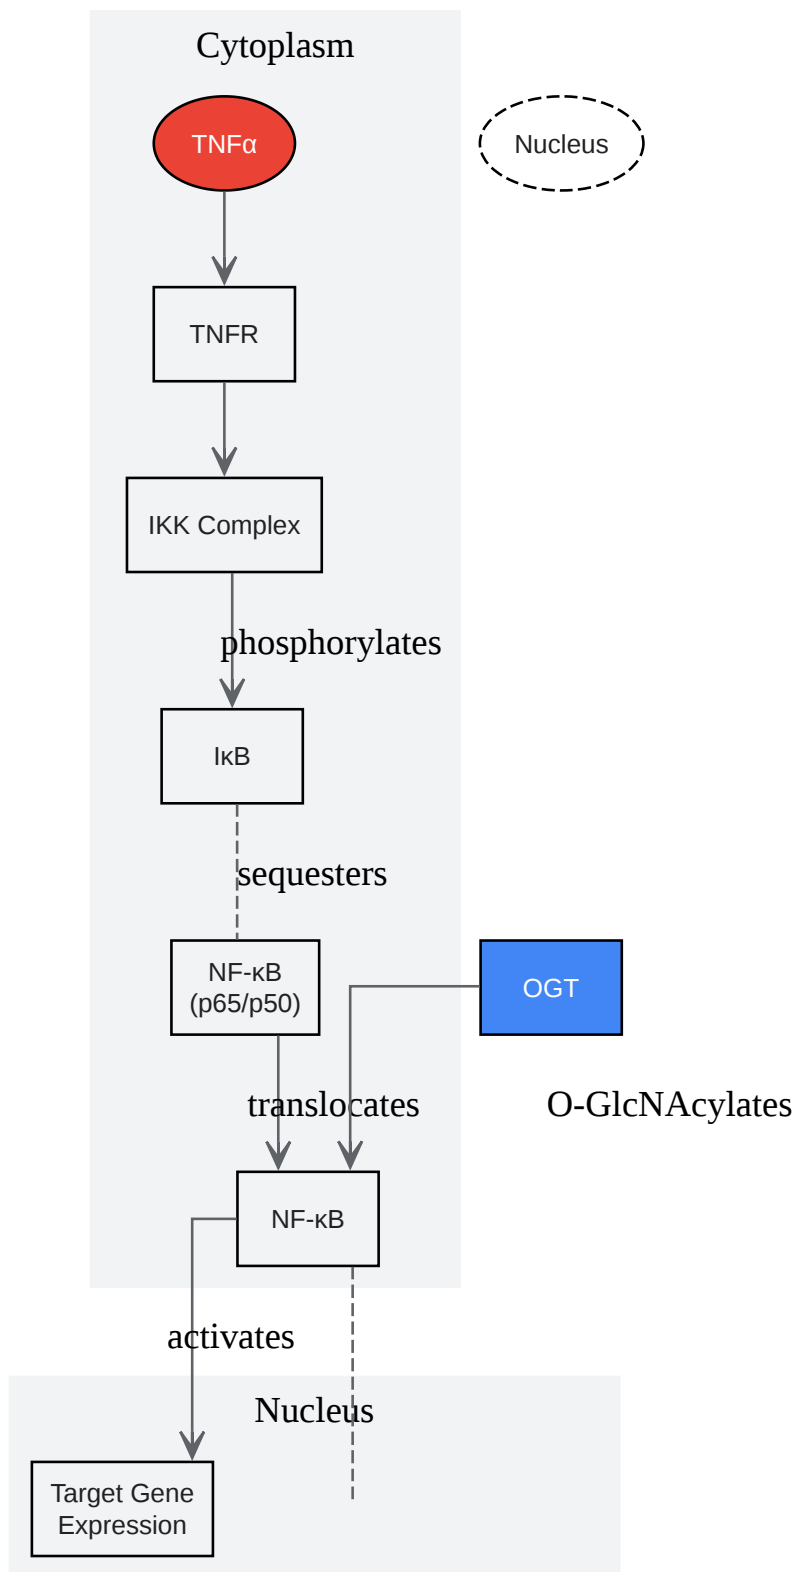 Cytoplasm
TNFα
Nucleus
TNFR
IKK Complex
phosphorylates
IκB
sequesters
NF-κB
(p65/p50)
OGT
translocates
O-GlcNAcylates
NF-κB
activates
Nucleus
Target Gene
Expression